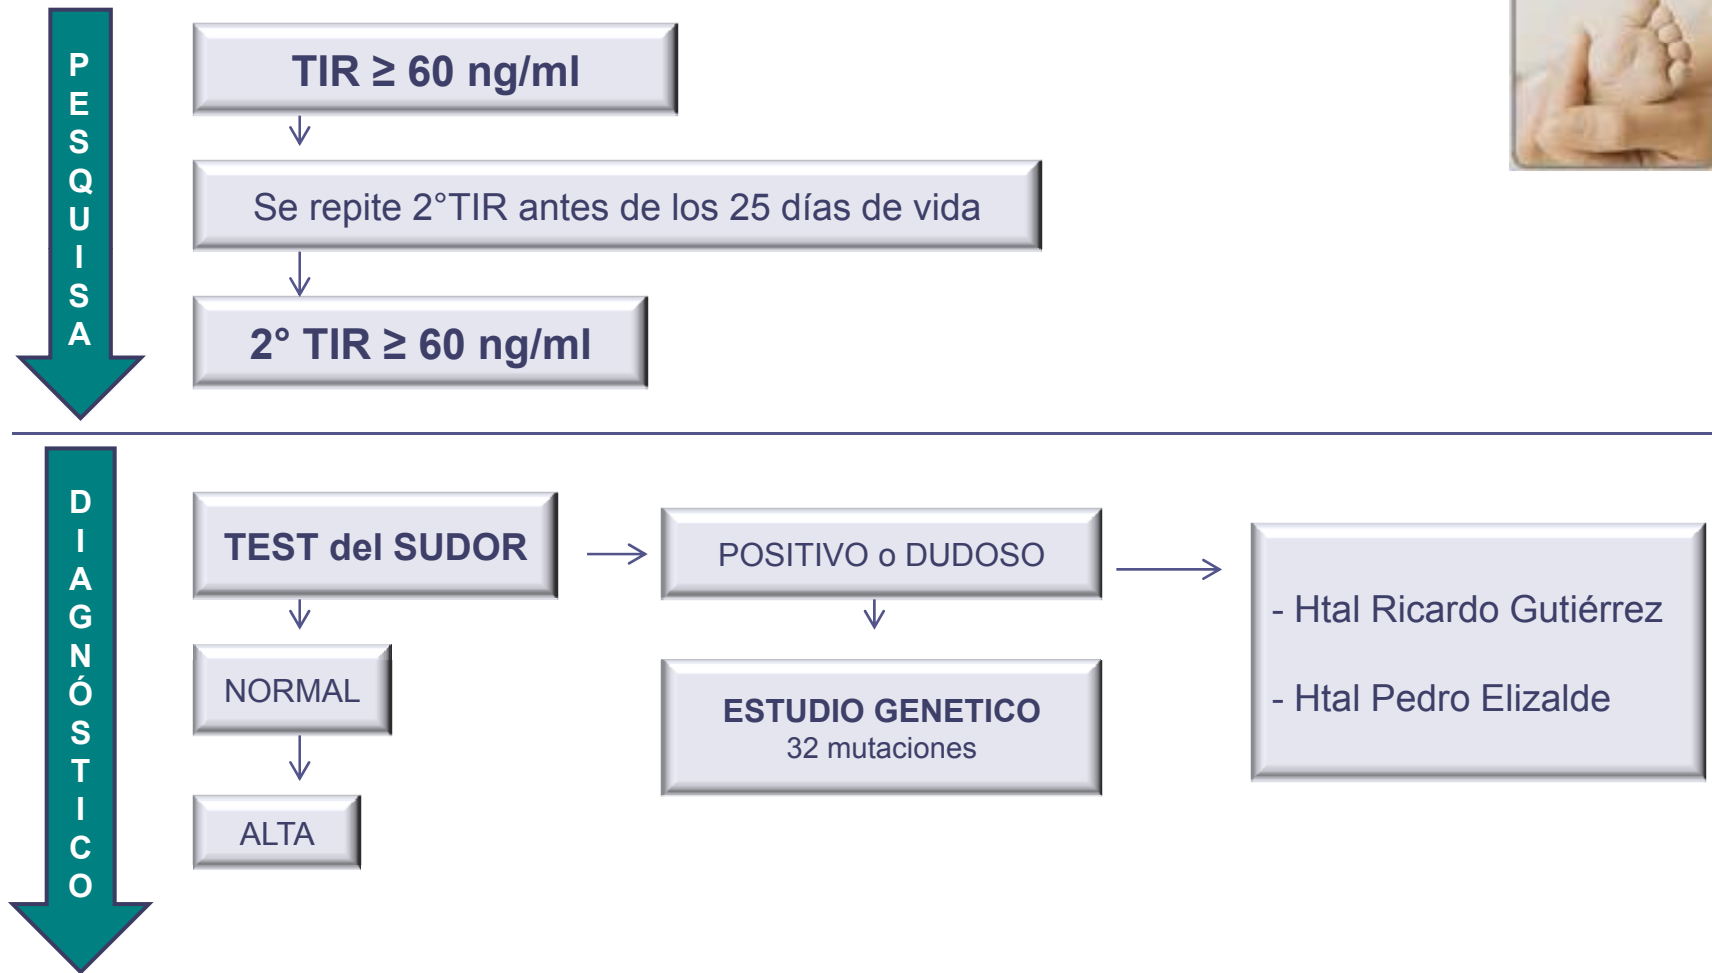 PESQUISA
TIR ≥ 60 ng/ml
Se repite 2°TIR antes de los 25 días de vida
2° TIR ≥ 60 ng/ml
DIAGNÓSTICO
TEST del SUDOR
POSITIVO o DUDOSO
- Htal Ricardo Gutiérrez
- Htal Pedro Elizalde
NORMAL
ESTUDIO GENETICO
32 mutaciones
ALTA